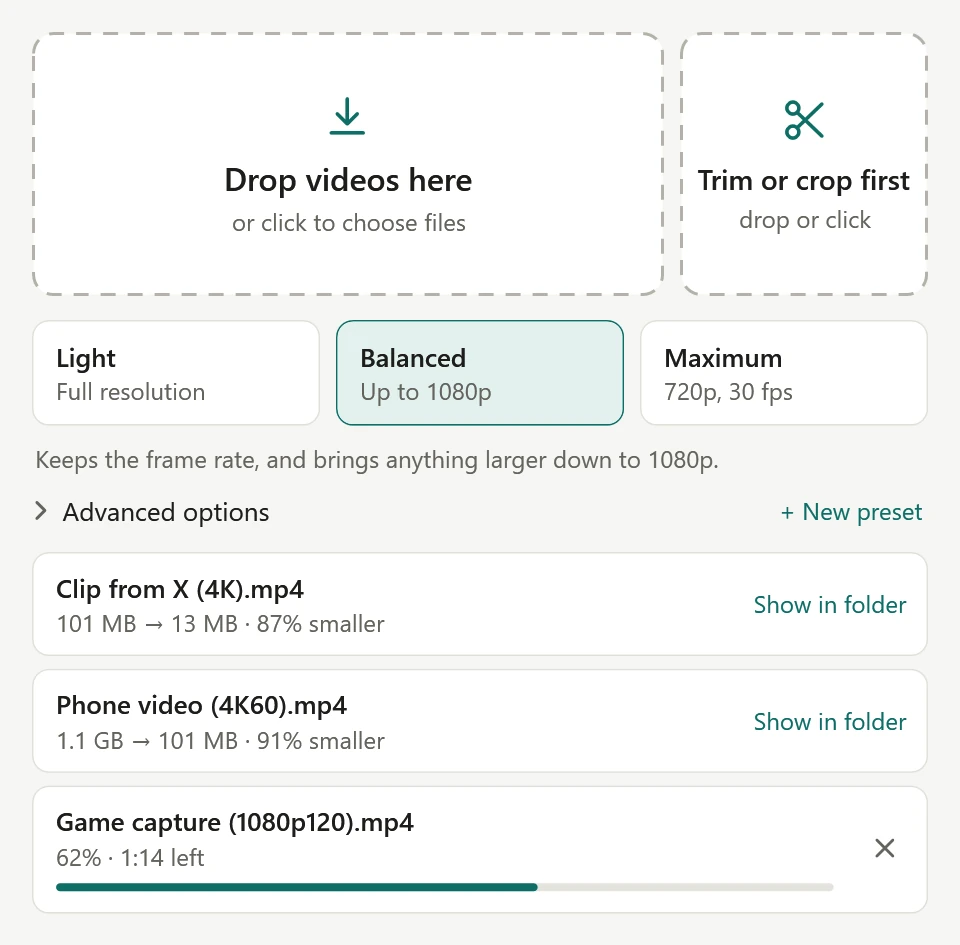 Drop videos here
or click to choose files
Trim or crop first
drop or click
Light
Full resolution
Balanced
Up to 1080p
Maximum
720p, 30 fps
Keeps the frame rate, and brings anything larger down to 1080p.
Advanced options
+ New preset
Clip from X (4K).mp4
101 MB → 13 MB · 87% smaller
Show in folder
Phone video (4K60).mp4
1.1 GB → 101 MB · 91% smaller
Show in folder
Game capture (1080p120).mp4
62% · 1:14 left